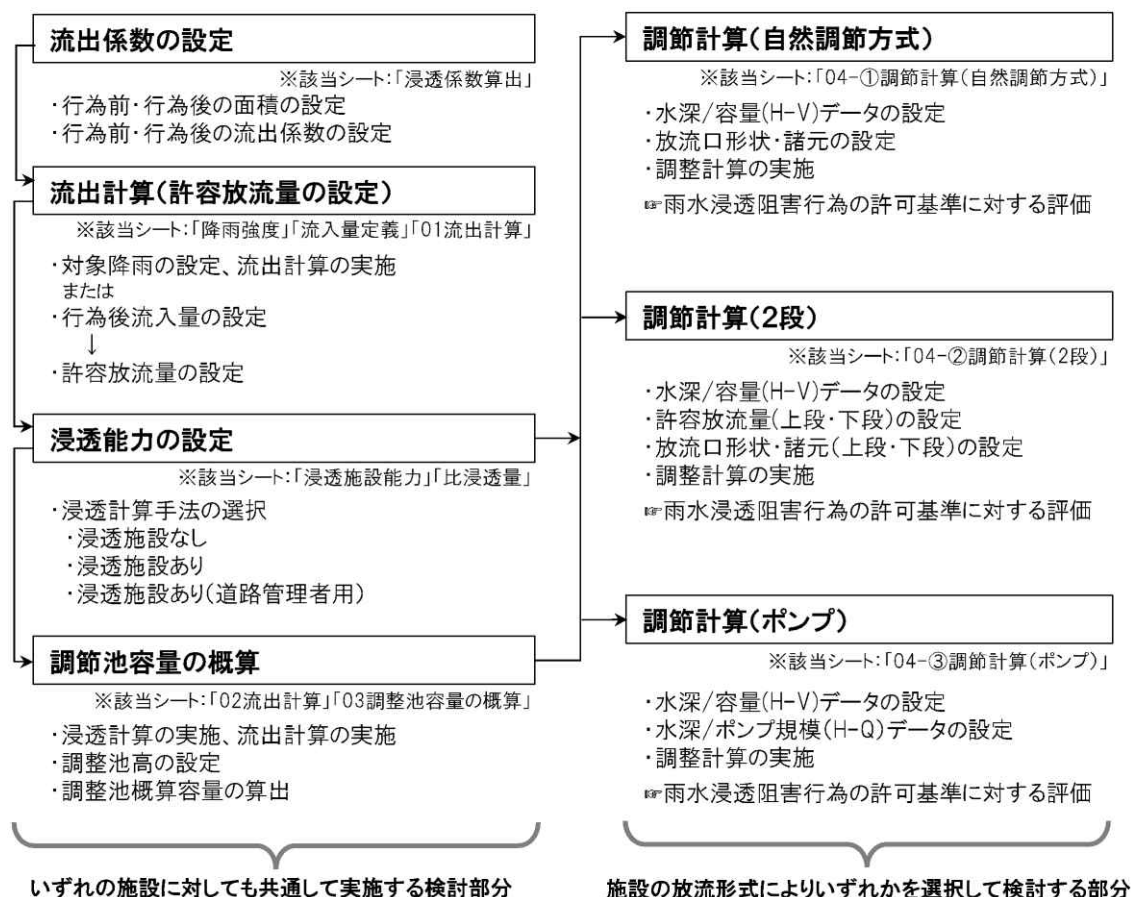 流出係数の設定
※該当シート：「浸透係数算出」
・行為前・行為後の面積の設定
・行為前・行為後の流出係数の設定
流出計算（許容放流量の設定）
※該当シート：「降雨強度」「流入量定義」「01流出計算」
・対象降雨の設定、流出計算の実施
または
・行為後流入量の設定
↓
・許容放流量の設定
浸透能力の設定
※該当シート：「浸透施設能力」「比浸透量」
・浸透計算手法の選択
・浸透施設なし
・浸透施設あり
・浸透施設あり（道路管理者用）
調節池容量の概算
※該当シート：「02流出計算」「03調整池容量の概算」
・浸透計算の実施、流出計算の実施
・調整池高の設定
・調整池概算容量の算出
いずれの施設に対しても共通して実施する検討部分
調節計算（自然調節方式）
※該当シート：「04-①調節計算（自然調節方式）」
・水深/容量（H-V）データの設定
・放流口形状・諸元の設定
・調整計算の実施
☞雨水浸透阻害行為の許可基準に対する評価
調節計算（2段）
※該当シート：「04-②調節計算（2段）」
・水深/容量（H-V）データの設定
・許容放流量（上段・下段）の設定
・放流口形状・諸元（上段・下段）の設定
・調整計算の実施
☞雨水浸透阻害行為の許可基準に対する評価
調節計算（ポンプ）
※該当シート：「04-③調節計算（ポンプ）」
・水深/容量（H-V）データの設定
・水深/ポンプ規模（H-Q）データの設定
・調整計算の実施
☞雨水浸透阻害行為の許可基準に対する評価
施設の放流形式によりいずれかを選択して検討する部分